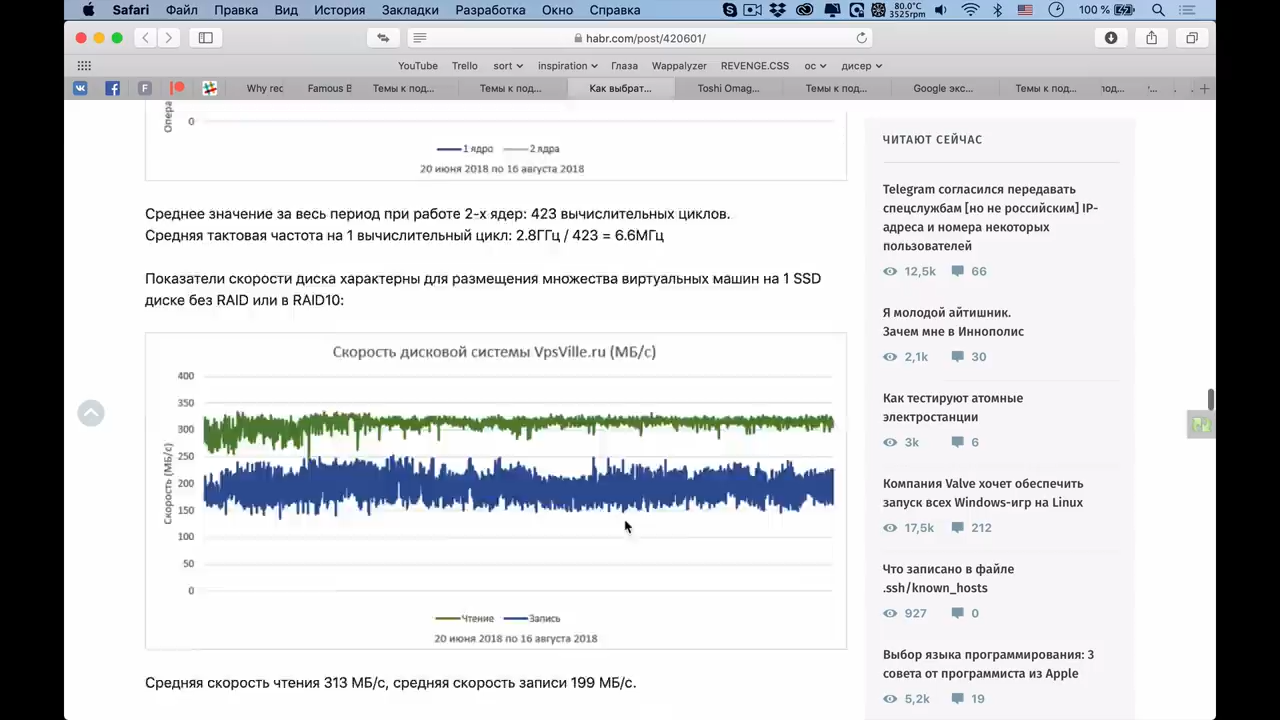 Safari Файл Правка Вид История Закладки Разработка Окно Справка 80.0°C 3525rpm 100 %
habr.com/post/420601/
YouTube Trello sort inspiration Глаза Wappalyzer REVENGE.CSS ос дисер
Why rec Famous B Темы к под... Темы к под... Как выбрат... Toshi Omag... Темы к под... Google экс... Темы к под... под...
Опера
0
1 ядро 2 ядра
20 июня 2018 по 16 августа 2018
Среднее значение за весь период при работе 2-х ядер: 423 вычислительных циклов.
Средняя тактовая частота на 1 вычислительный цикл: 2.8ГГц / 423 = 6.6МГц
Показатели скорости диска характерны для размещения множества виртуальных машин на 1 SSD
диске без RAID или в RAID10:
Скорость дисковой системы VpsVille.ru (МБ/с)
Скорость (МБ/с)
400
350
300
250
200
150
100
50
0
Чтение Запись
20 июня 2018 по 16 августа 2018
Средняя скорость чтения 313 МБ/с, средняя скорость записи 199 МБ/с.
ЧИТАЮТ СЕЙЧАС
Telegram согласился передавать
спецслужбам [но не российским] IP-
адреса и номера некоторых
пользователей
12,5k 66
Я молодой айтишник.
Зачем мне в Иннополис
2,1k 30
Как тестируют атомные
электростанции
3k 6
Компания Valve хочет обеспечить
запуск всех Windows-игр на Linux
17,5k 212
Что записано в файле
.ssh/known_hosts
927 0
Выбор языка программирования: 3
совета от программиста из Apple
5,2k 19